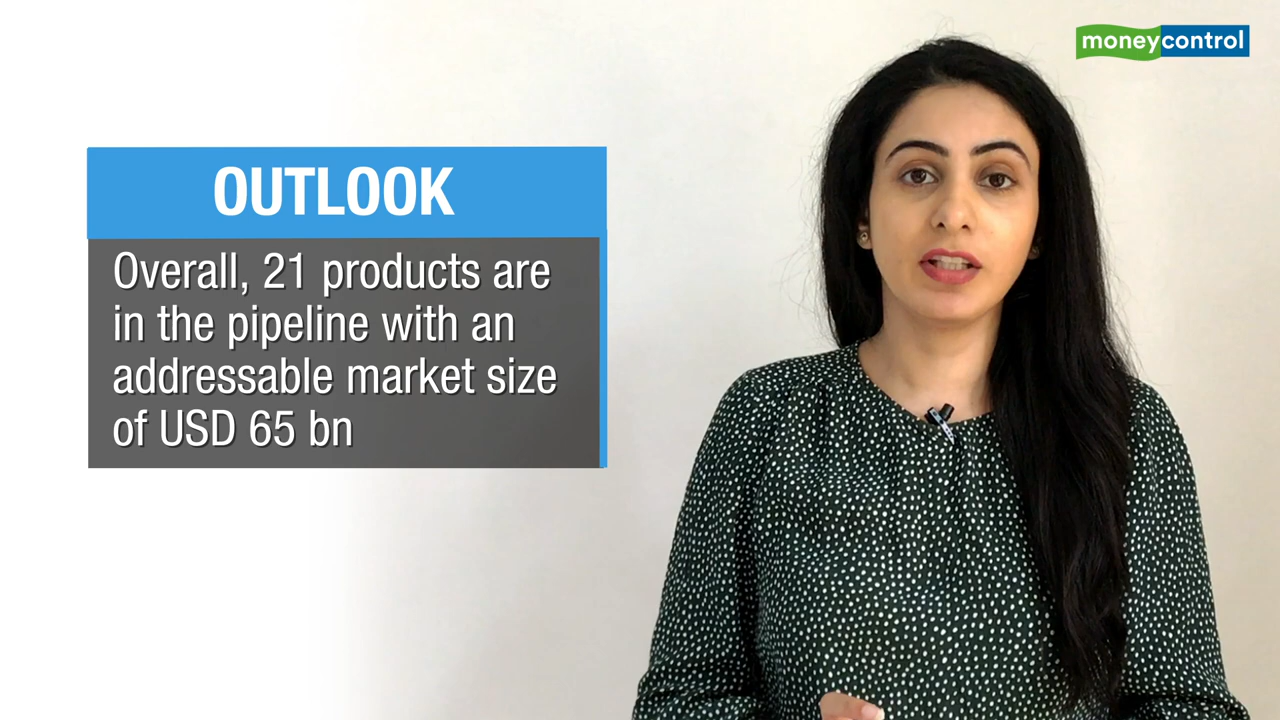 moneycontrol
OUTLOOK
Overall, 21 products are
in the pipeline with an
addressable market size
of USD 65 bn